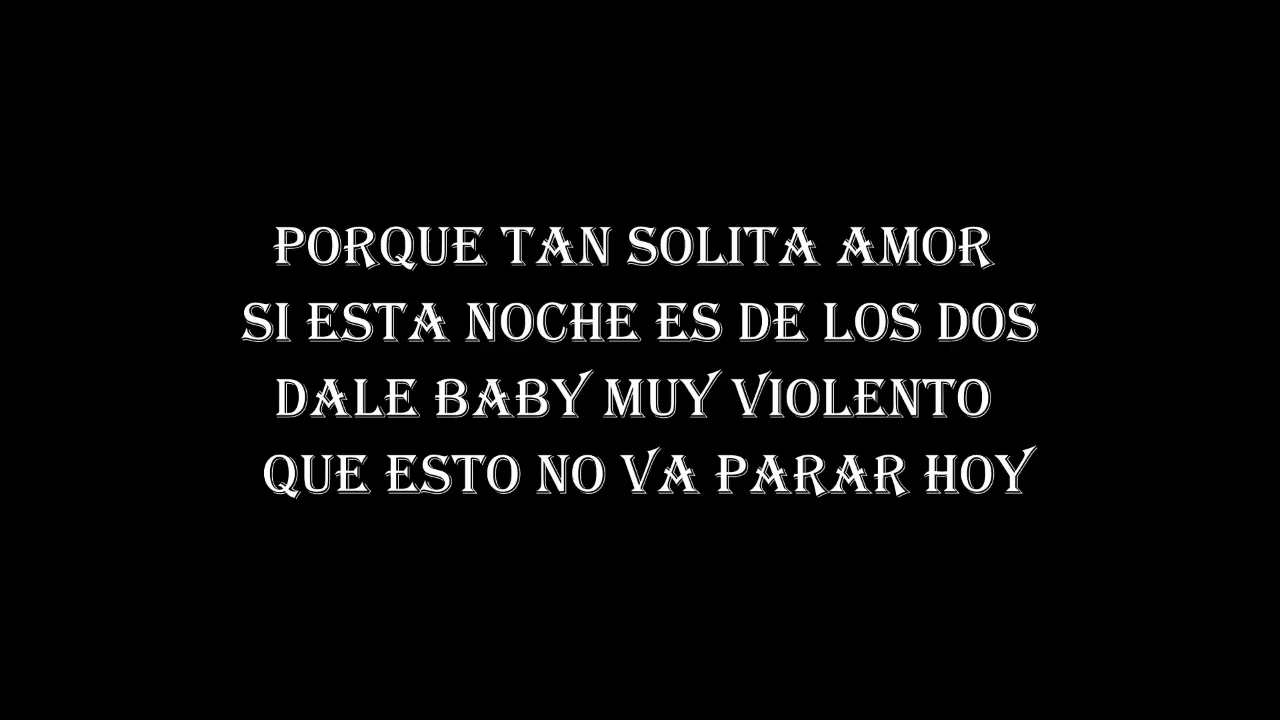 PORQUE TAN SOLITA AMOR
SI ESTA NOCHE ES DE LOS DOS
DALE BABY MUY VIOLENTO
QUE ESTO NO VA PARAR HOY